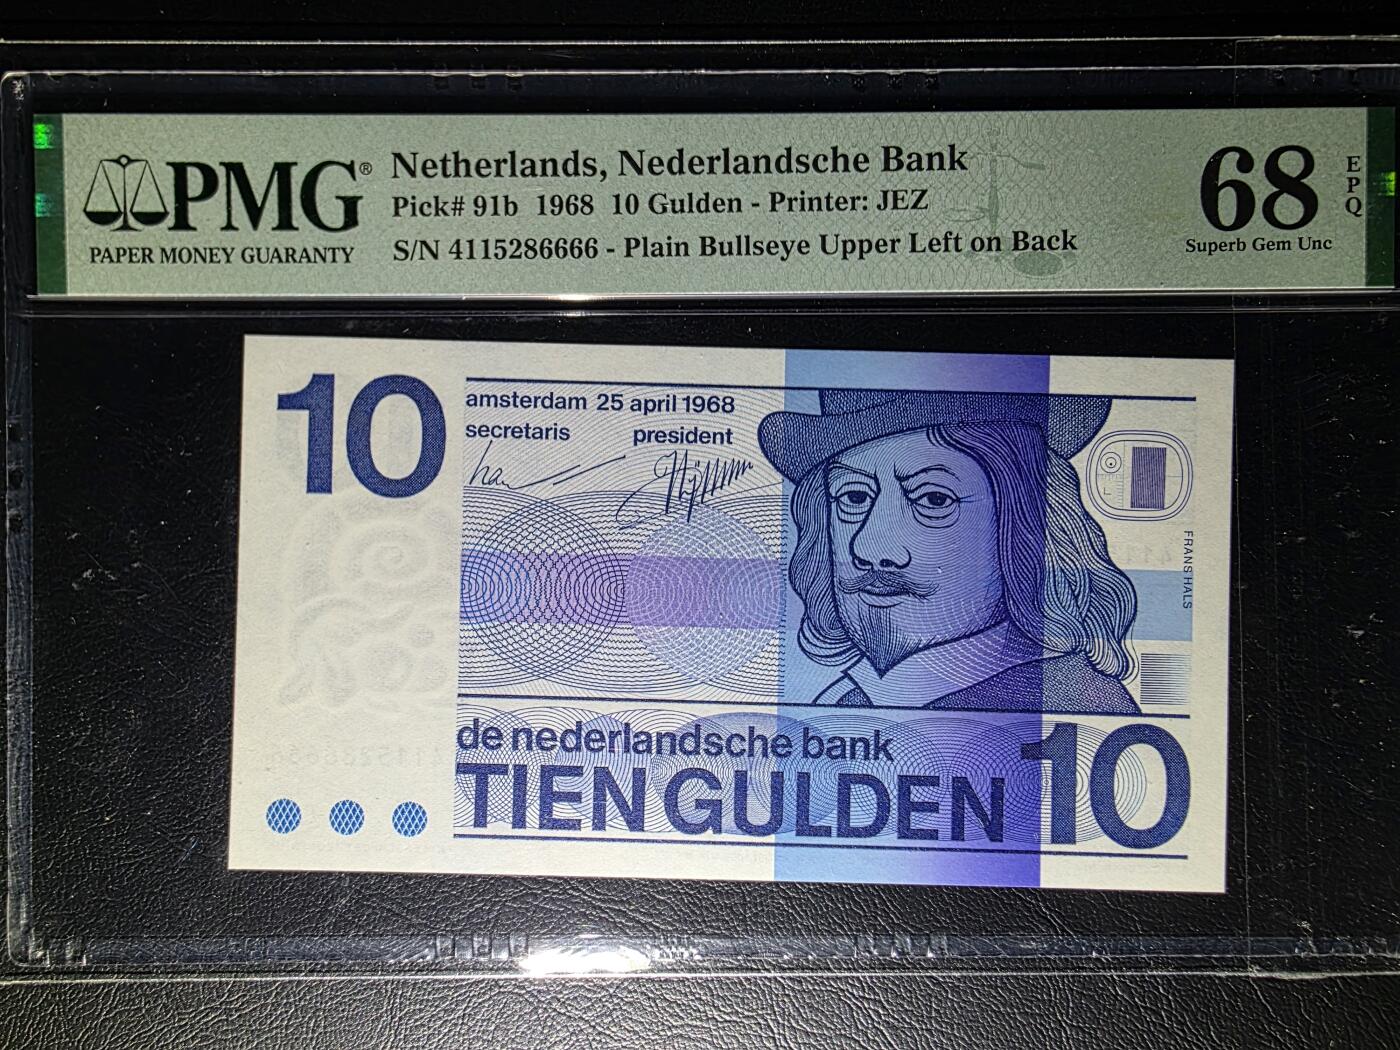 PMG®
PAPER MONEY GUARANTY
Netherlands, Nederlandsche Bank
Pick# 91b 1968 10 Gulden - Printer: JEZ
S/N 4115286666 - Plain Bullseye Upper Left on Back
68
EPQ
Superb Gem Unc
10
amsterdam 25 april 1968
secretaris president
FRANS HALS
de nederlandsche bank
TIEN GULDEN
10